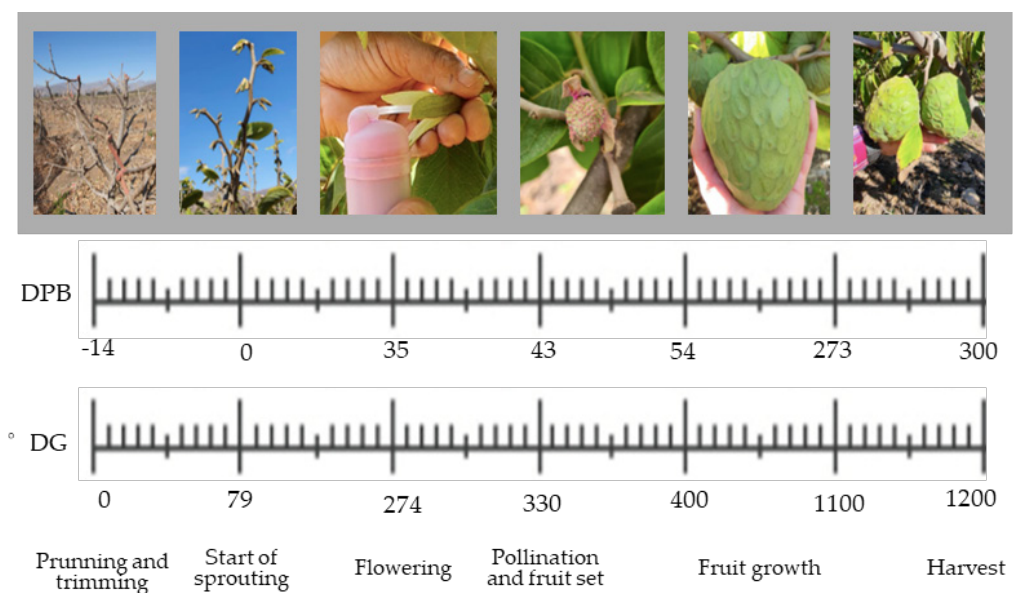 DPB
-14 0 35 43 54 273 300
° DG
0 79 274 330 400 1100 1200
Prunning and trimming
Start of sprouting
Flowering
Pollination and fruit set
Fruit growth
Harvest